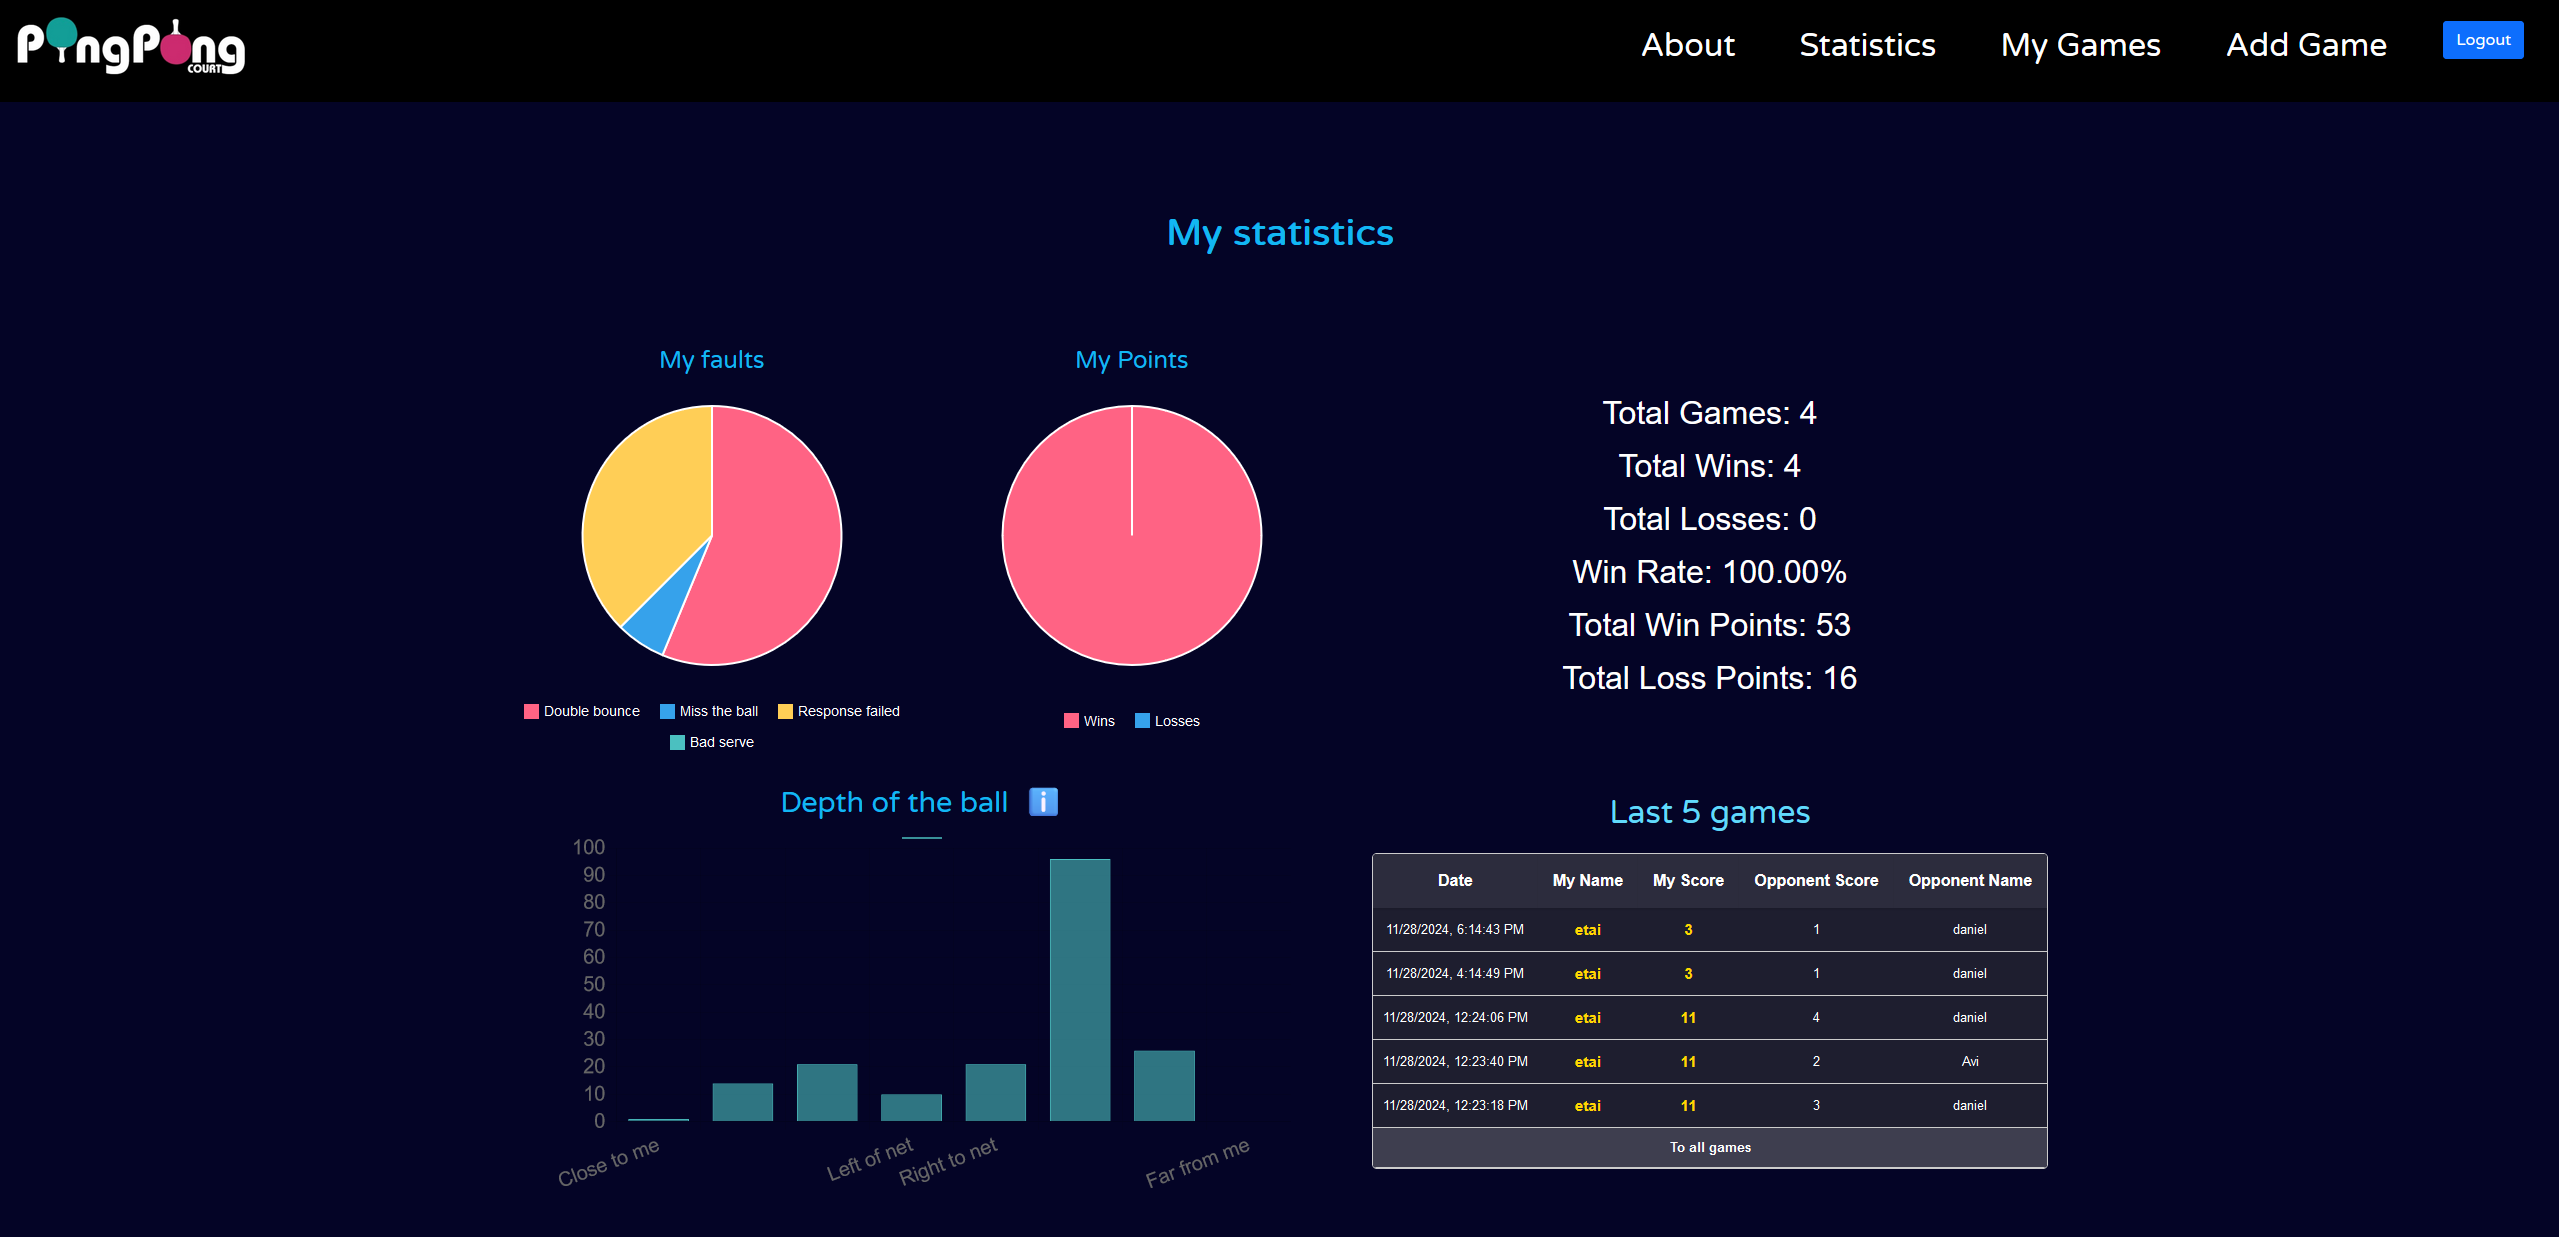 PingPong
COURT
About Statistics My Games Add Game Logout
My statistics
My faults
My Points
Total Games: 4
Total Wins: 4
Total Losses: 0
Win Rate: 100.00%
Total Win Points: 53
Total Loss Points: 16
Double bounce Miss the ball Response failed
Bad serve
Wins Losses
Depth of the ball i
100
90
80
70
60
50
40
30
20
10
0
Close to me
Left of net
Right to net
Far from me
Last 5 games
Date My Name My Score Opponent Score Opponent Name
11/28/2024, 6:14:43 PM etai 3 1 daniel
11/28/2024, 4:14:49 PM etai 3 1 daniel
11/28/2024, 12:24:06 PM etai 11 4 daniel
11/28/2024, 12:23:40 PM etai 11 2 Avi
11/28/2024, 12:23:18 PM etai 11 3 daniel
To all games